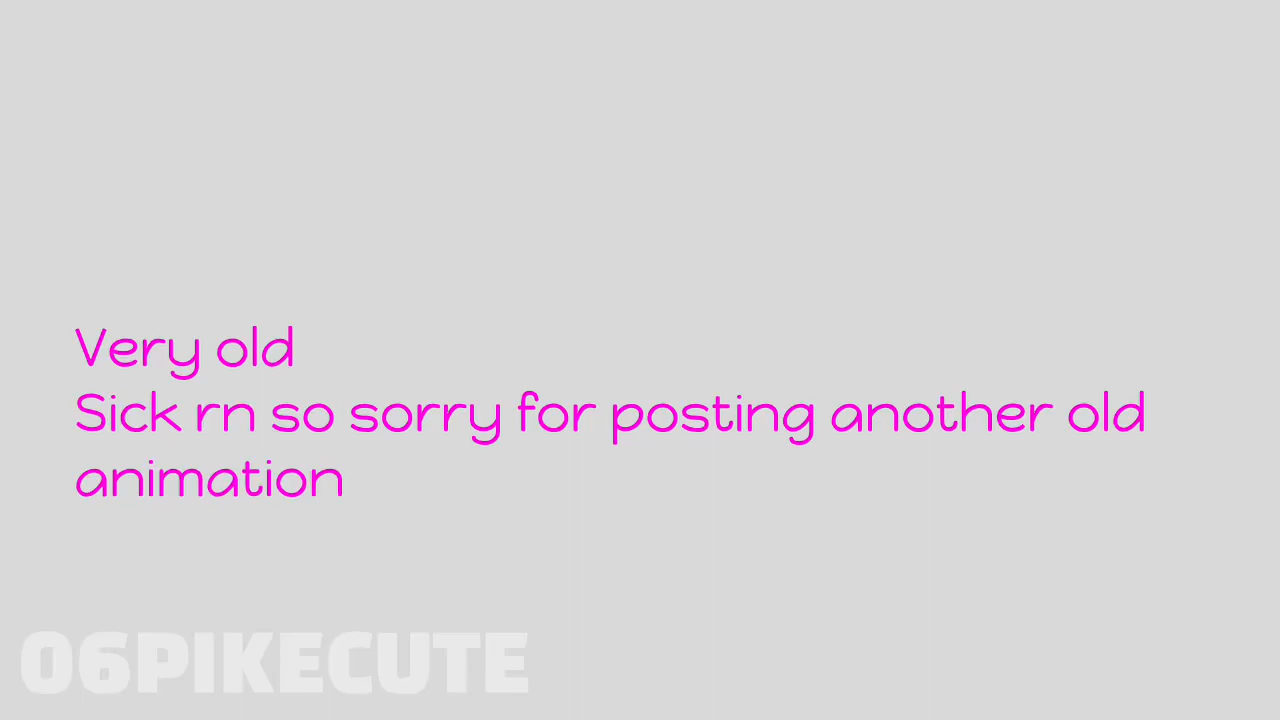 Very old
Sick rn so sorry for posting another old
animation
06PIKECUTE